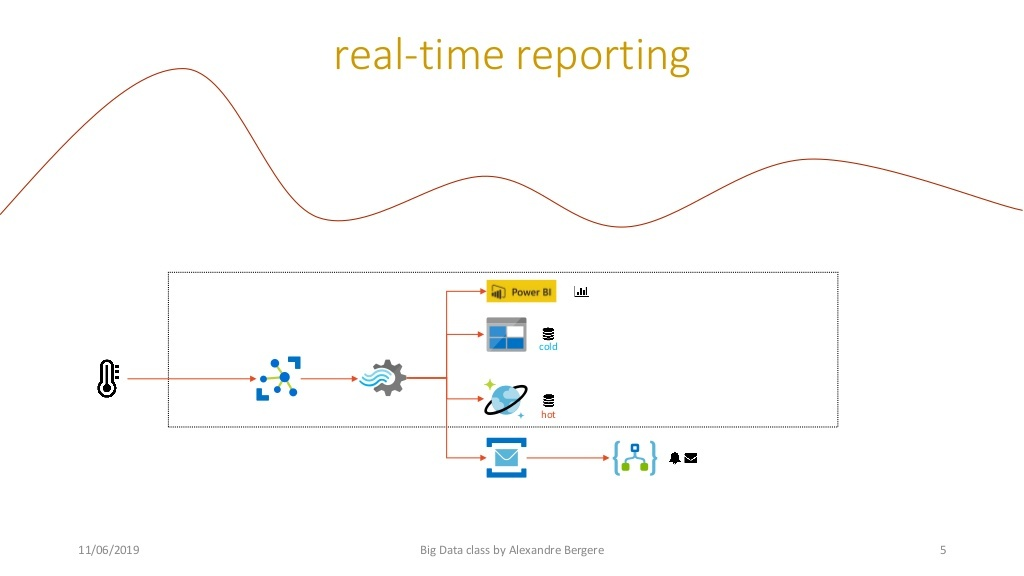 real-time reporting
Power BI
cold
hot
11/06/2019
Big Data class by Alexandre Bergere
5